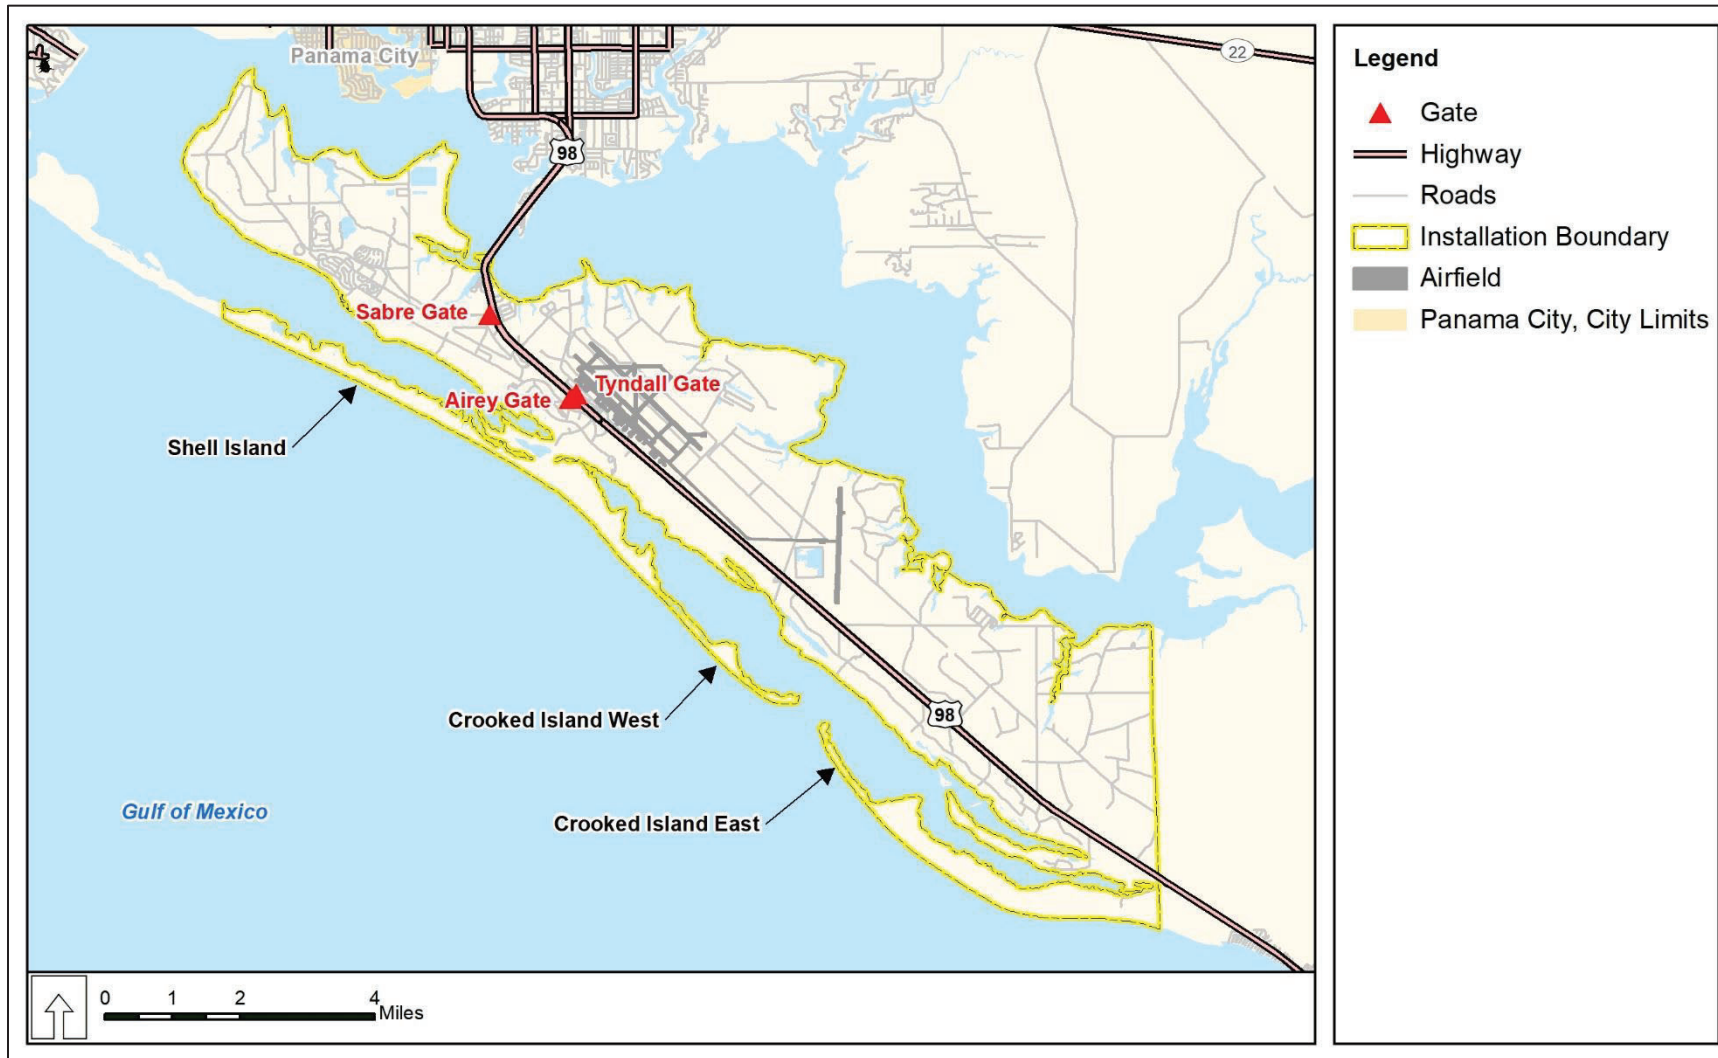 Panama City
22
98
Sabre Gate
Tyndall Gate
Airey Gate
Shell Island
Crooked Island West
98
Gulf of Mexico
Crooked Island East
0 1 2 4
Miles
Legend
Gate
Highway
Roads
Installation Boundary
Airfield
Panama City, City Limits